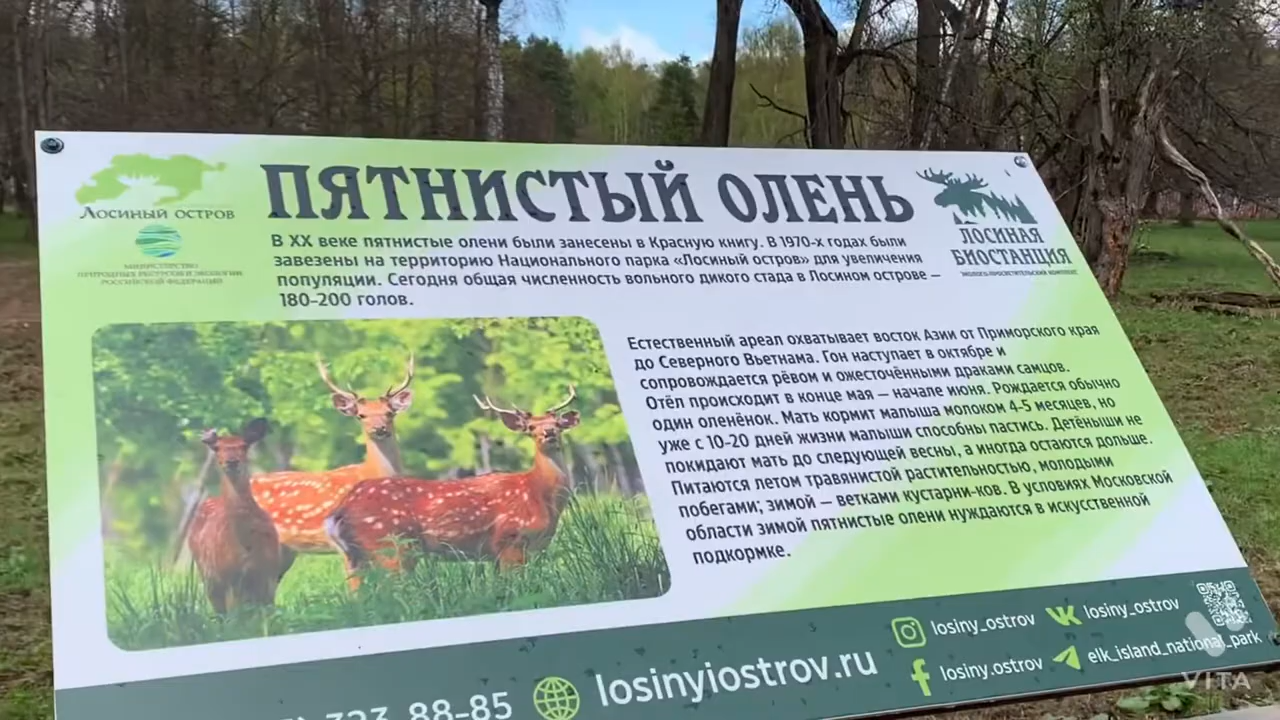 ПЯТНИСТЫЙ ОЛЕНЬ
ЛОСИНЫЙ ОСТРОВ
МИНИСТЕРСТВО
ПРИРОДНЫХ РЕСУРСОВ И ЭКОЛОГИИ
РОССИЙСКОЙ ФЕДЕРАЦИИ
ЛОСИНАЯ
БИОСТАНЦИЯ
ЭКОЛОГО-ПРОСВЕТИТЕЛЬСКИЙ КОМПЛЕКС
В XX веке пятнистые олени были занесены в Красную книгу. В 1970-х годах были
завезены на территорию Национального парка «Лосиный остров» для увеличения
популяции. Сегодня общая численность вольного дикого стада в Лосином острове –
180-200 голов.
Естественный ареал охватывает восток Азии от Приморского края
до Северного Вьетнама. Гон наступает в октябре и
сопровождается рёвом и ожесточёнными драками самцов.
Отёл происходит в конце мая – начале июня. Рождается обычно
один оленёнок. Мать кормит малыша молоком 4-5 месяцев, но
уже с 10-20 дней жизни малыши способны пастись. Детёныши не
покидают мать до следующей весны, а иногда остаются дольше.
Питаются летом травянистой растительностью, молодыми
побегами; зимой – ветками кустарни-ков. В условиях Московской
области зимой пятнистые олени нуждаются в искусственной
подкормке.
323-88-85
losinyiostrov.ru
losiny_ostrov
losiny_ostrov
losiny.ostrov
elk_island_national_park
VITA